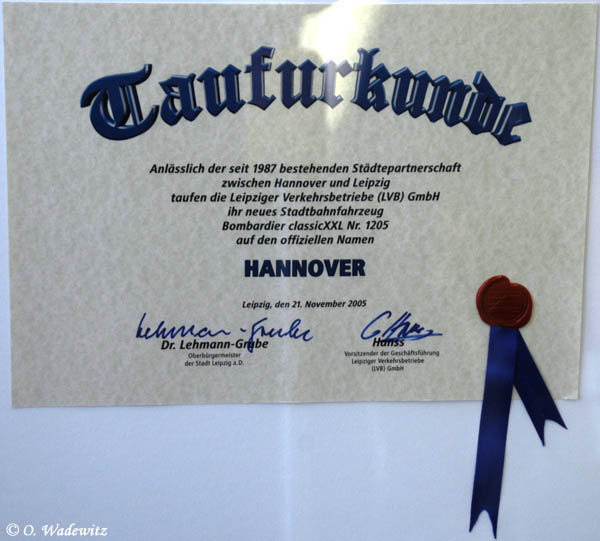 Taufurkunde
Anlässlich der seit 1987 bestehenden Städtepartnerschaft
zwischen Hannover und Leipzig
taufen die Leipziger Verkehrsbetriebe (LVB) GmbH
ihr neues Stadtbahnfahrzeug
Bombardier classicXXL Nr. 1205
auf den offiziellen Namen
HANNOVER
Leipzig, den 21. November 2005
Lehmann-Grube
Dr. Lehmann-Grube
Oberbürgermeister
der Stadt Leipzig a.D.
Hanss
Vorsitzender der Geschäftsführung
Leipziger Verkehrsbetriebe
(LVB) GmbH
© O. Wadewitz